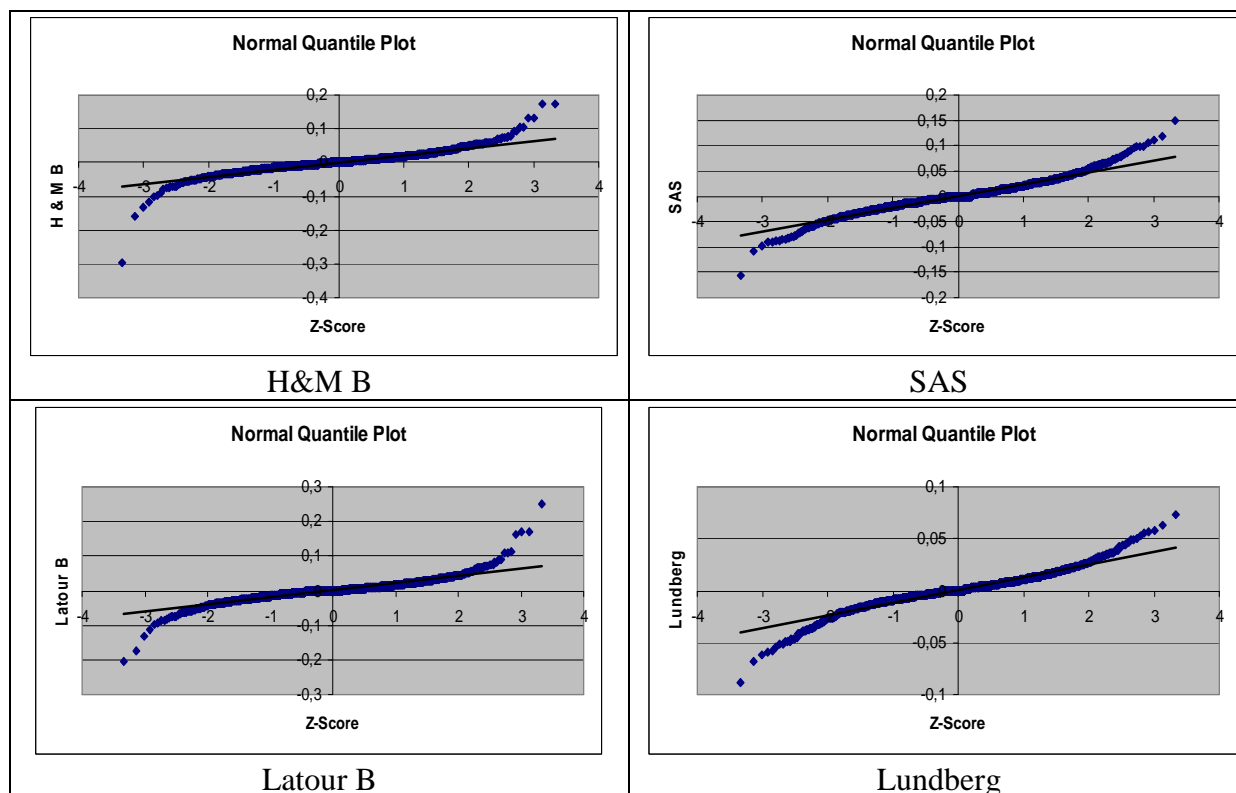 Normal Quantile Plot
0,2
0,1
0
-4 -3 -2 -1 0 1 2 3 4
-0,1
-0,2
-0,3
-0,4
H & M B
Z-Score
H&M B
Normal Quantile Plot
0,2
0,15
0,1
0,05
0
-4 -3 -2 -1 0 1 2 3 4
-0,05
-0,1
-0,15
-0,2
SAS
Z-Score
SAS
Normal Quantile Plot
0,3
0,2
0,1
0
-4 -3 -2 -1 0 1 2 3 4
-0,1
-0,2
-0,3
Latour B
Z-Score
Latour B
Normal Quantile Plot
0,1
0,05
0
-4 -3 -2 -1 0 1 2 3 4
-0,05
-0,1
Lundberg
Z-Score
Lundberg